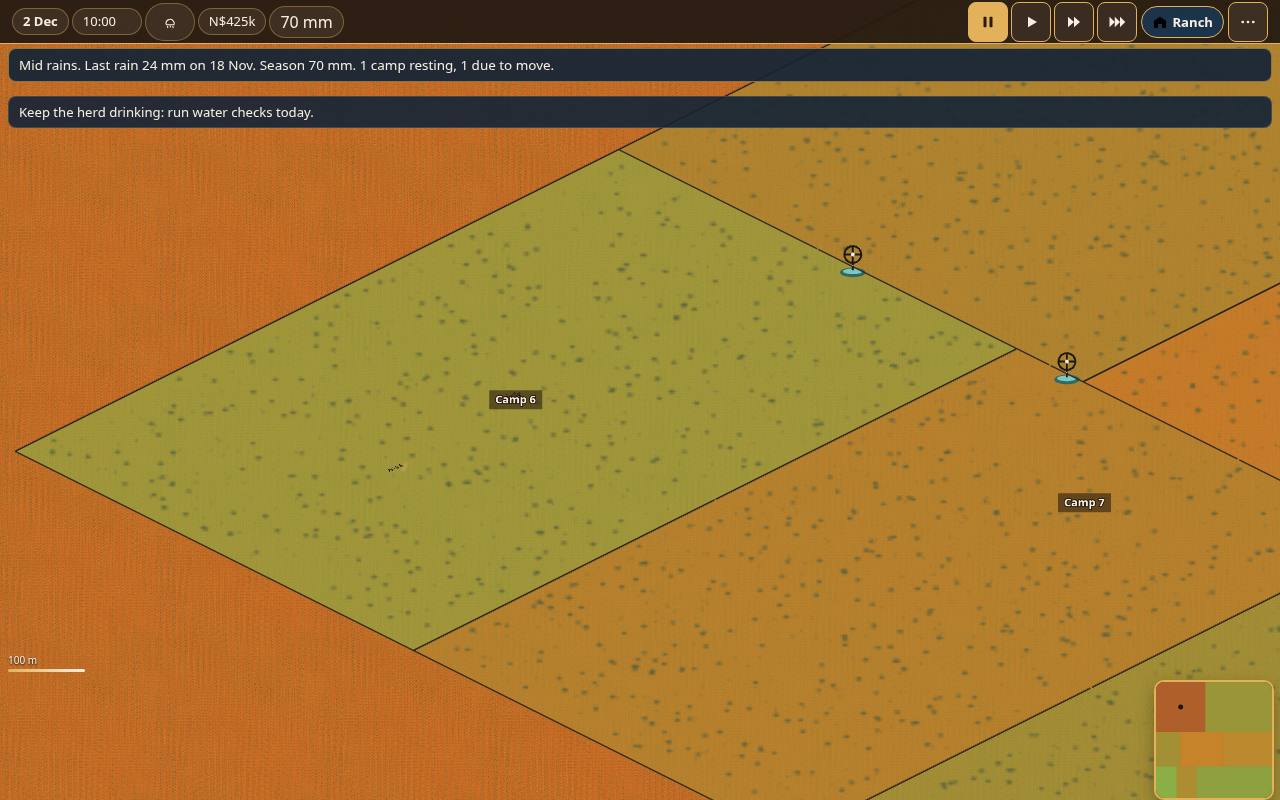 2 Dec
10:00
N$425k
70 mm
Ranch
Mid rains. Last rain 24 mm on 18 Nov. Season 70 mm. 1 camp resting, 1 due to move.
Keep the herd drinking: run water checks today.
Camp 6
Camp 7
100 m